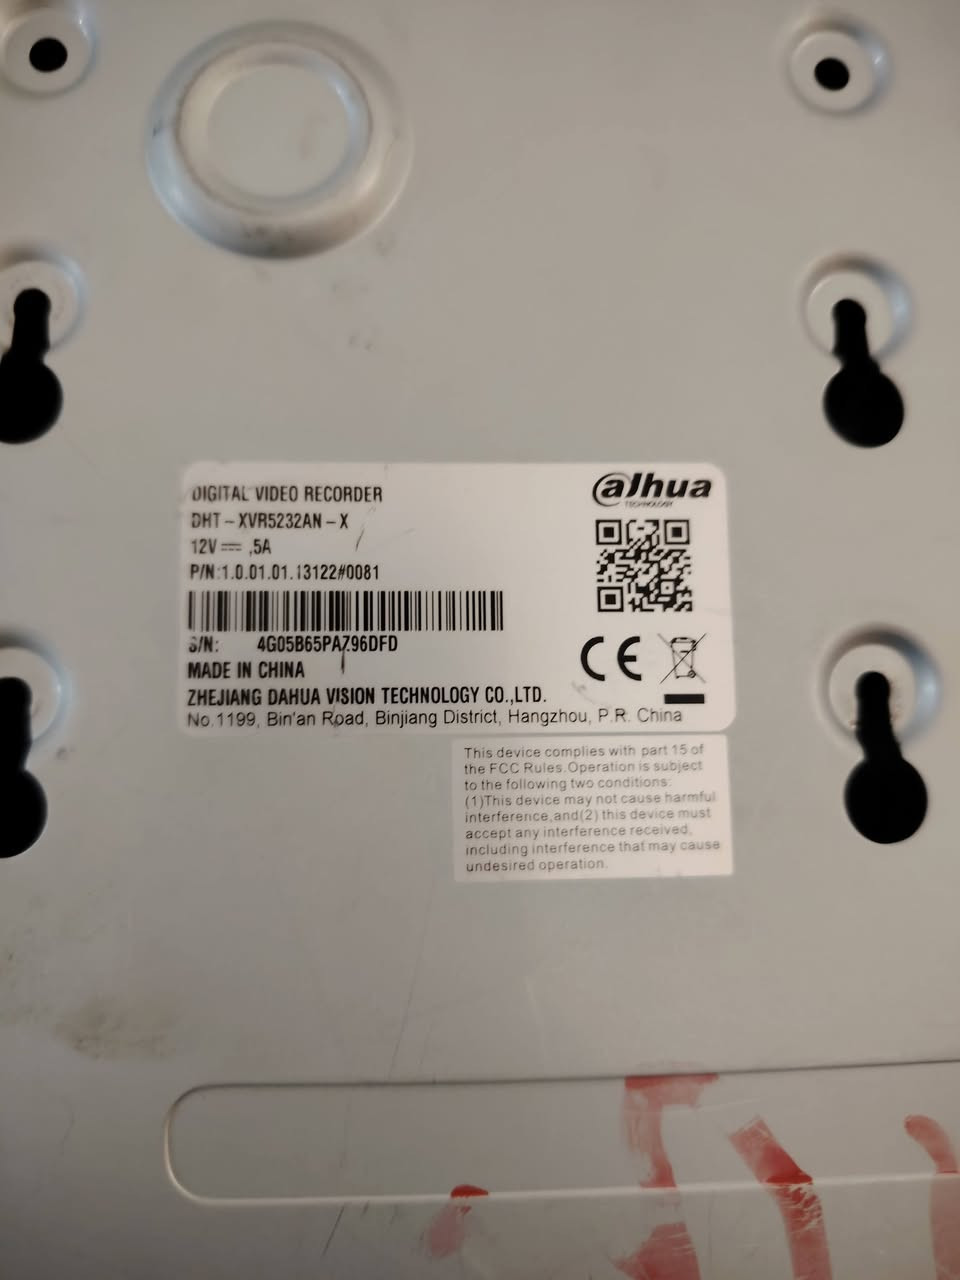 DIGITAL VIDEO RECORDER
DHT-XVR5232AN-X
12V⎓,5A
P/N:1.0.01.01.13122#0081
S/N: 4G05B65PAZ96DFD
MADE IN CHINA
ZHEJIANG DAHUA VISION TECHNOLOGY CO.,LTD.
No.1199, Bin'an Road, Binjiang District, Hangzhou, P.R. China
alhua
TECHNOLOGY
CE
This device complies with part 15 of
the FCC Rules.Operation is subject
to the following two conditions:
(1)This device may not cause harmful
interference,and(2) this device must
accept any interference received,
including interference that may cause
undesired operation.